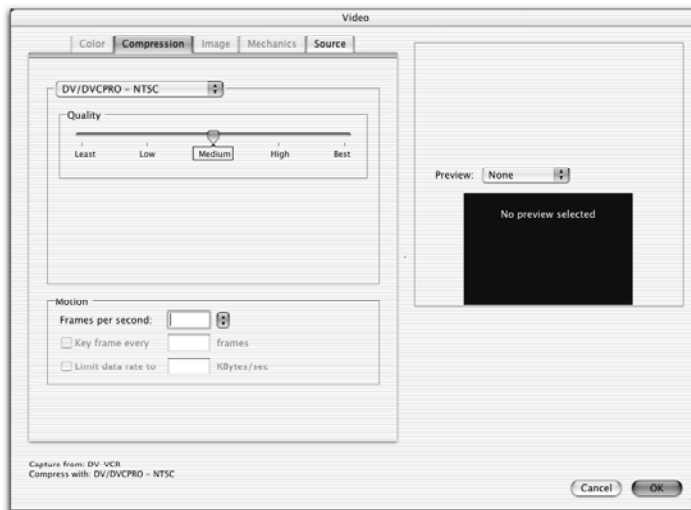 Video
Color Compression Image Mechanics Source
DV/DVCPRO – NTSC
Quality
Least Low Medium High Best
Preview: None
No preview selected
Motion
Frames per second:
Key frame every frames
Limit data rate to KBytes/sec
Capture from: DV-VCR
Compress with: DV/DVCPRO – NTSC
Cancel OK